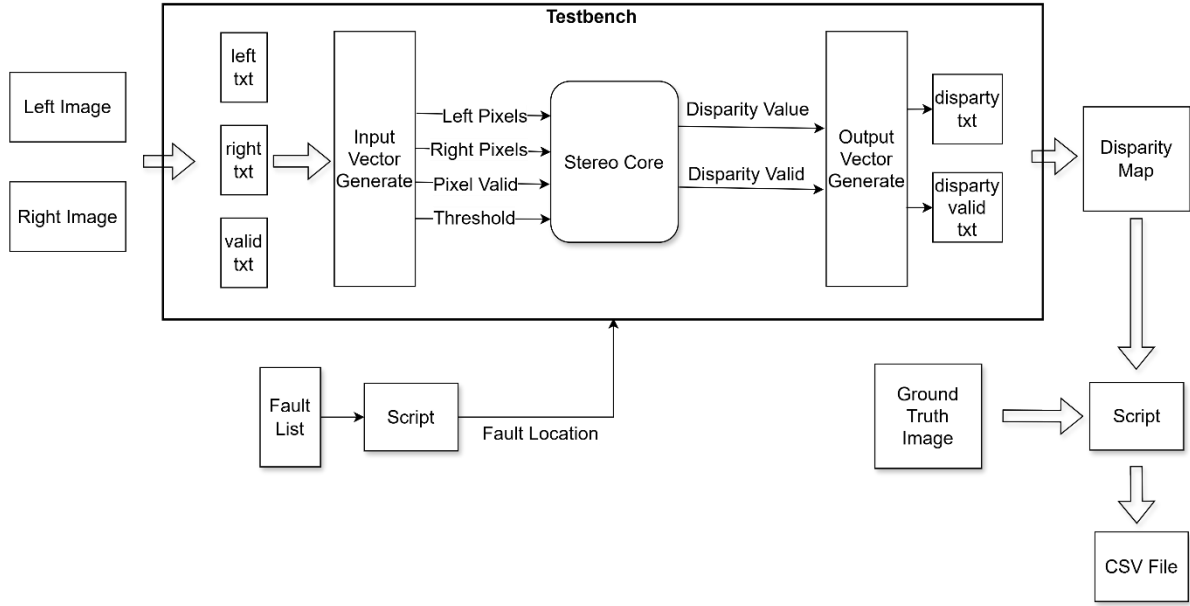 Testbench
Left Image
Right Image
left
txt
right
txt
valid
txt
Input
Vector
Generate
Left Pixels
Right Pixels
Pixel Valid
Threshold
Stereo Core
Disparity Value
Disparity Valid
Output
Vector
Generate
disparty
txt
disparty
valid
txt
Disparity
Map
Fault
List
Script
Fault Location
Ground
Truth
Image
Script
CSV File